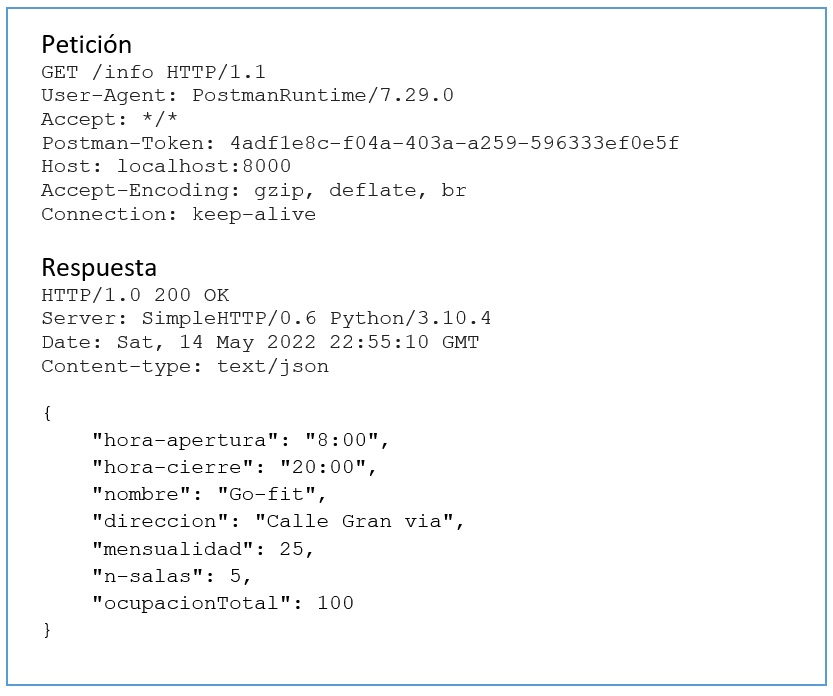 Petición
GET /info HTTP/1.1
User-Agent: PostmanRuntime/7.29.0
Accept: */*
Postman-Token: 4adf1e8c-f04a-403a-a259-596333ef0e5f
Host: localhost:8000
Accept-Encoding: gzip, deflate, br
Connection: keep-alive
Respuesta
HTTP/1.0 200 OK
Server: SimpleHTTP/0.6 Python/3.10.4
Date: Sat, 14 May 2022 22:55:10 GMT
Content-type: text/json
{
    "hora-apertura": "8:00",
    "hora-cierre": "20:00",
    "nombre": "Go-fit",
    "direccion": "Calle Gran via",
    "mensualidad": 25,
    "n-salas": 5,
    "ocupacionTotal": 100
}